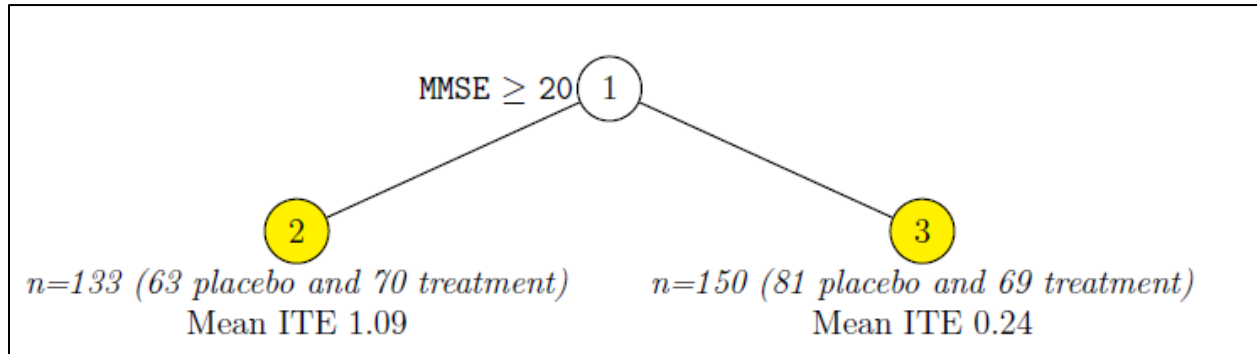 MMSE ≥ 20 1
2 3
n=133 (63 placebo and 70 treatment) n=150 (81 placebo and 69 treatment)
Mean ITE 1.09 Mean ITE 0.24